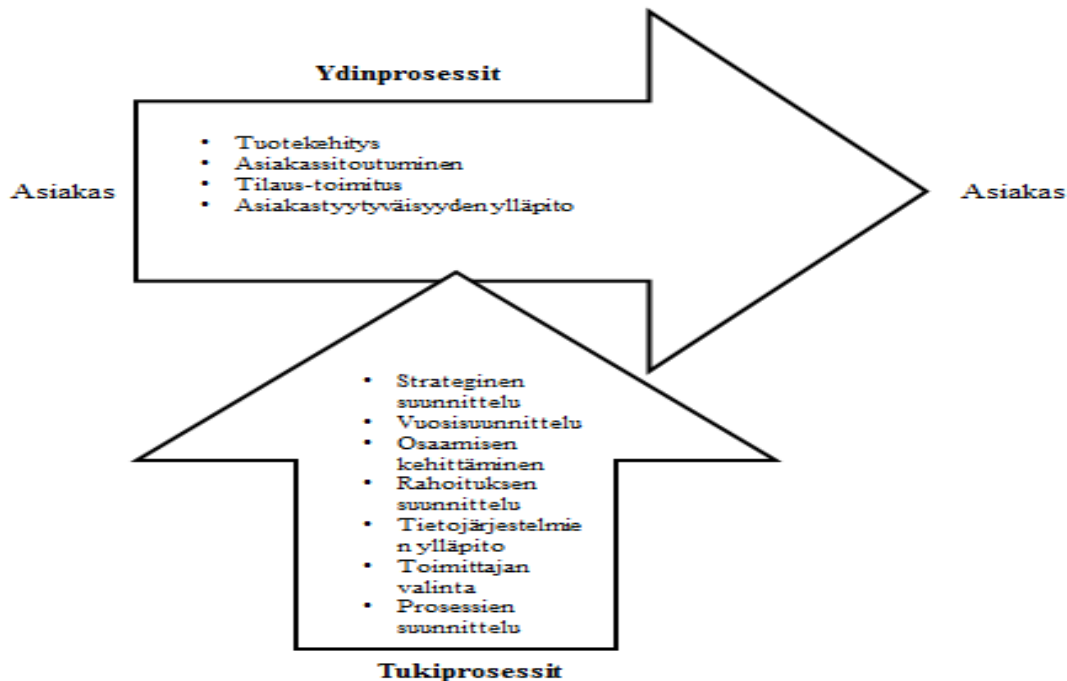 Ydinprosessit
• Tuotekehitys
• Asiakassitoutuminen
• Tilaus-toimitus
• Asiakastyytyväisyyden ylläpito
Asiakas
Asiakas
• Strateginen
suunnittelu
• Vuosisuunnittelu
• Osaamisen
kehittäminen
• Rahoituksen
suunnittelu
• Tietojärjestelmie
n ylläpito
• Toimittajan
valinta
• Prosessien
suunnittelu
Tukiprosessit